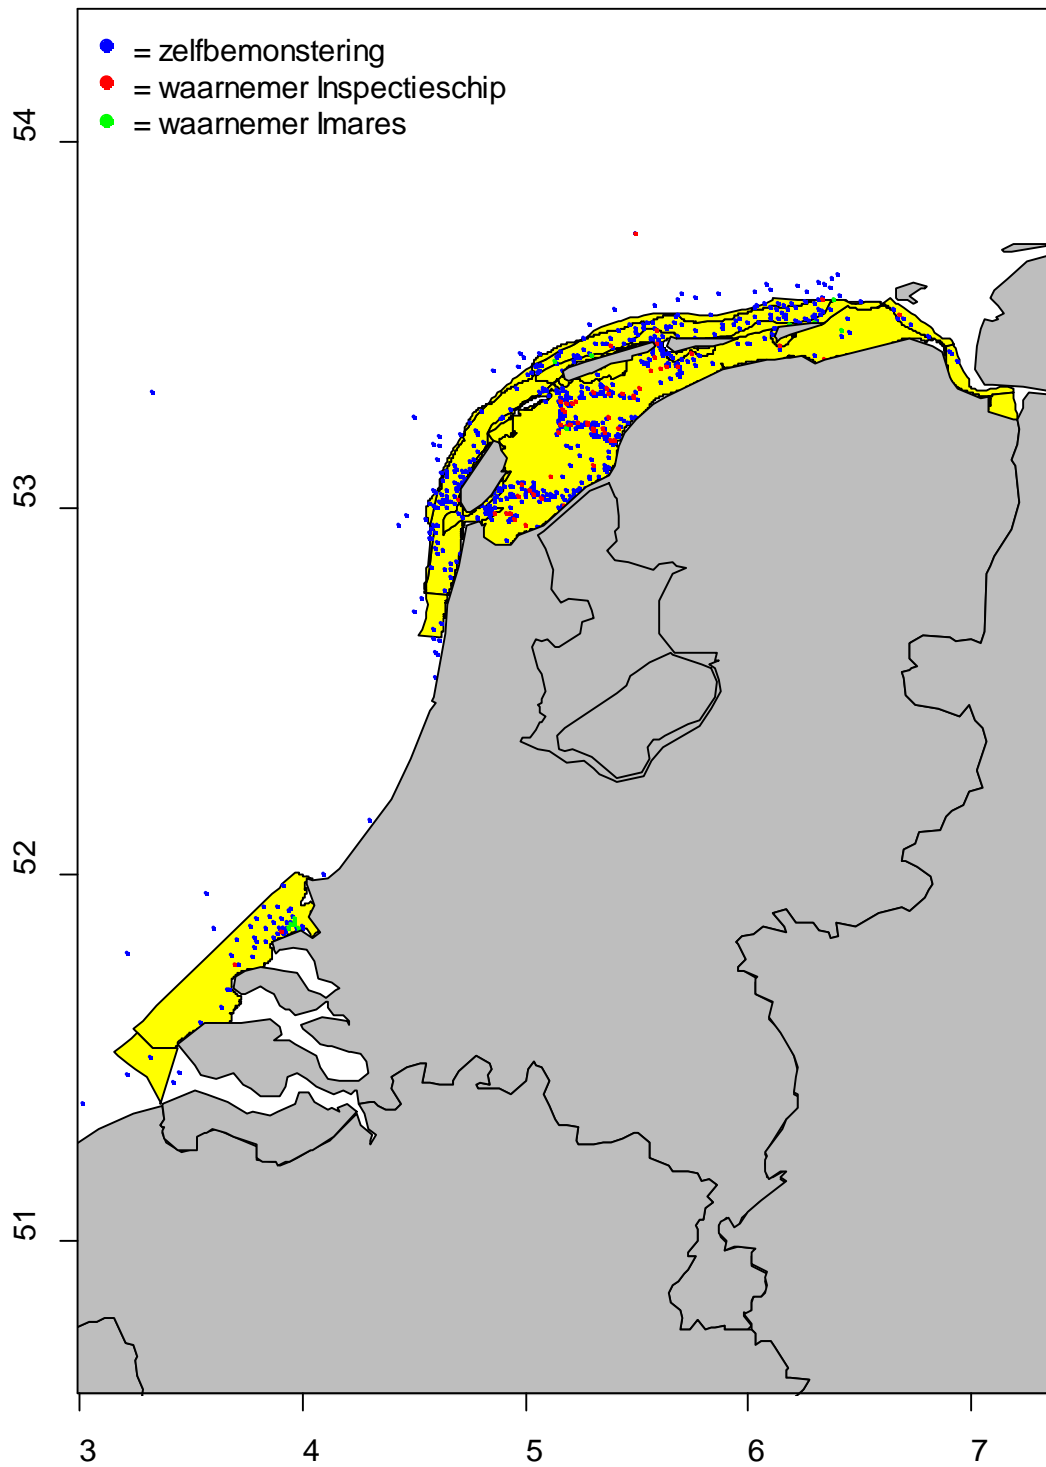 = zelfbemonstering
= waarnemer Inspectieschip
= waarnemer Imares
54
53
52
51
3 4 5 6 7